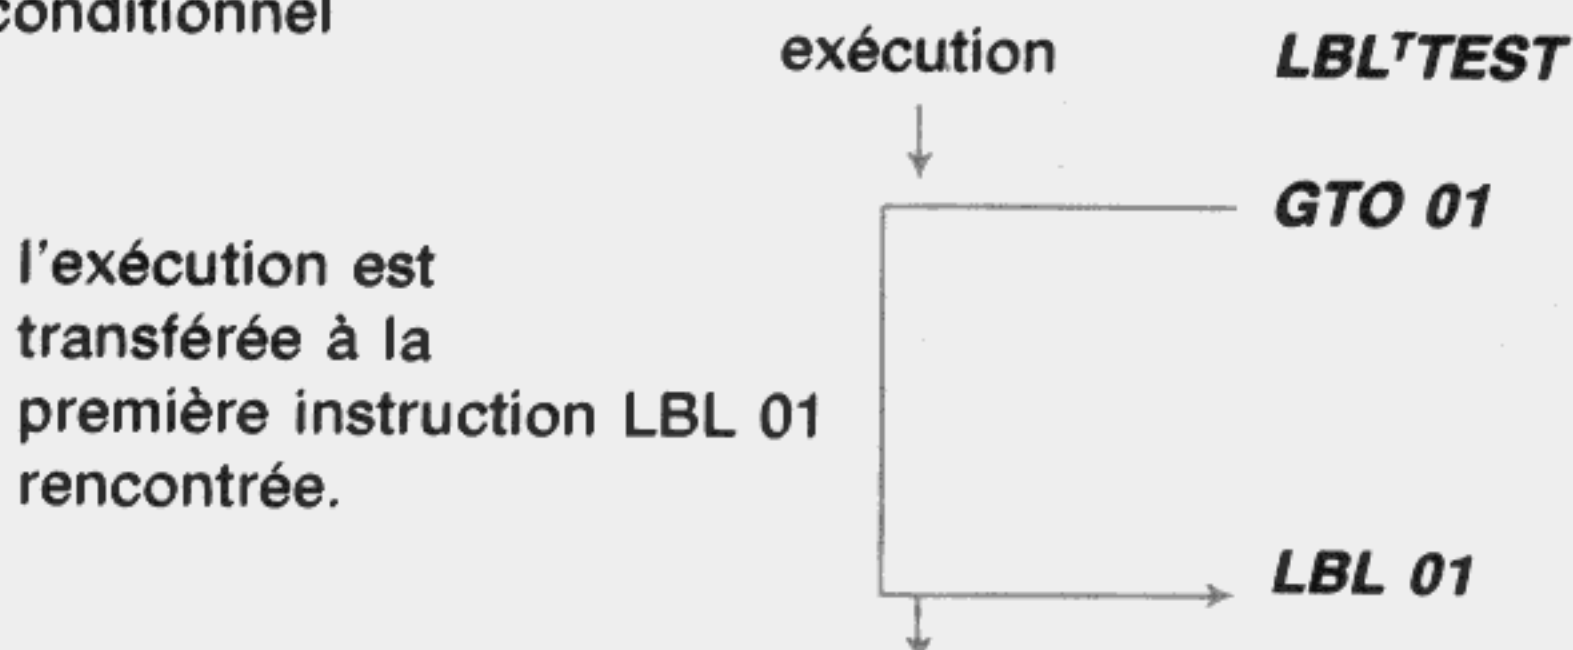 conditionnel
exécution
LBLᵀTEST
GTO 01
l'exécution est
transférée à la
première instruction LBL 01
rencontrée.
LBL 01